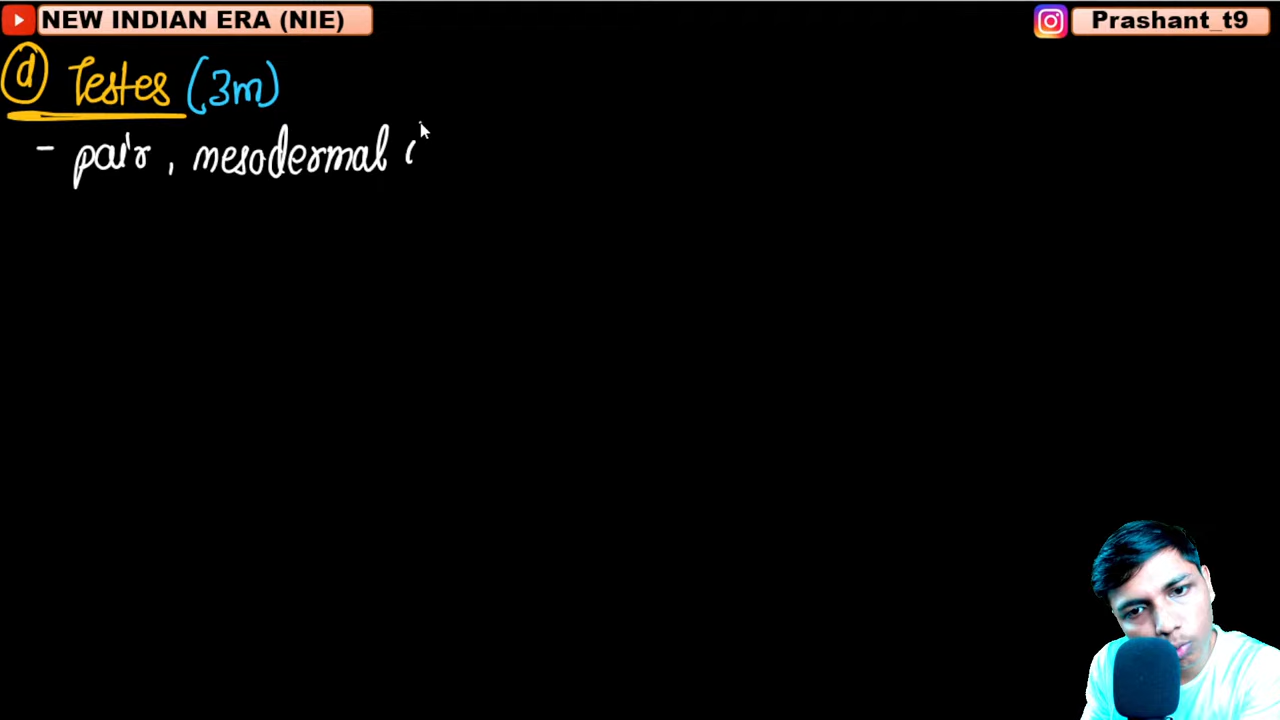 NEW INDIAN ERA (NIE)
Prashant_t9
d Testes (3m)
- pair, mesodermal i